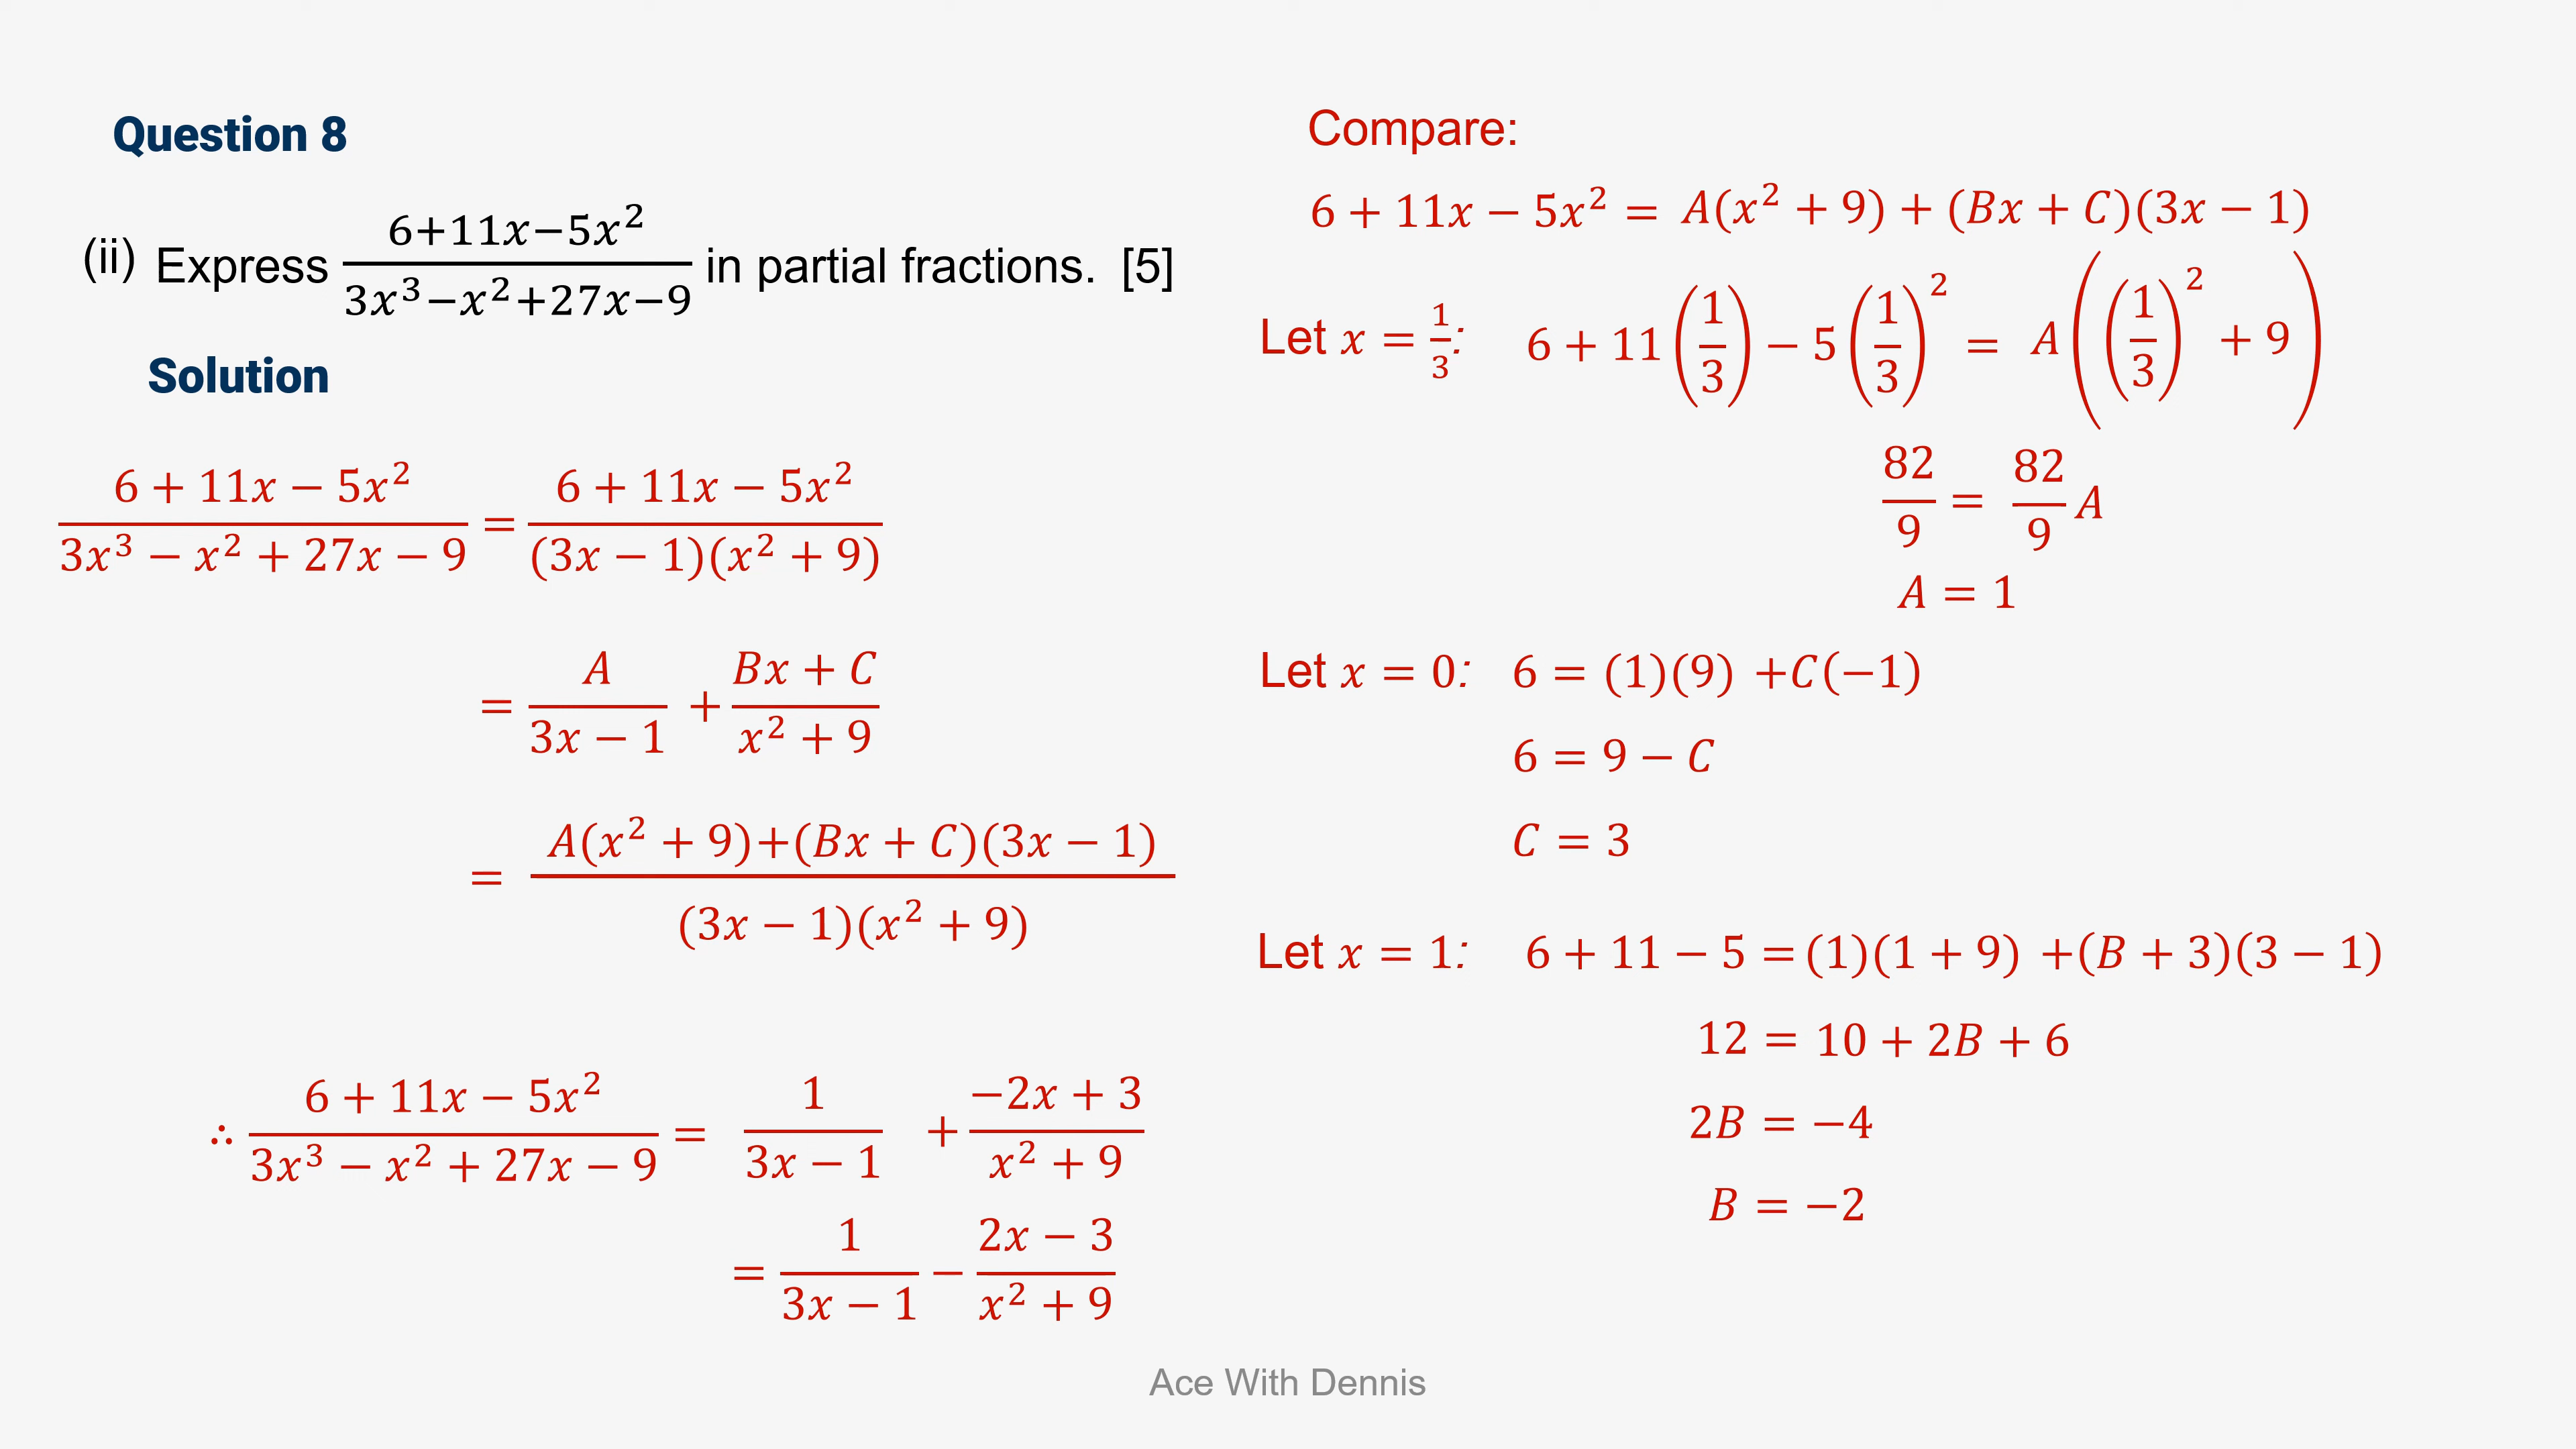 Question 8
(ii) Express (6+11x−5x²)/(3x³−x²+27x−9) in partial fractions. [5]
Solution
(6 + 11x − 5x²)/(3x³ − x² + 27x − 9) = (6 + 11x − 5x²)/((3x − 1)(x² + 9))
= A/(3x − 1) + (Bx + C)/(x² + 9)
= (A(x² + 9)+(Bx + C)(3x − 1))/((3x − 1)(x² + 9))
∴ (6 + 11x − 5x²)/(3x³ − x² + 27x − 9) = 1/(3x − 1) + (−2x + 3)/(x² + 9)
= 1/(3x − 1) − (2x − 3)/(x² + 9)
Compare:
6 + 11x − 5x² = A(x² + 9) + (Bx + C)(3x − 1)
Let x = 1/3: 6 + 11(1/3) − 5(1/3)² = A((1/3)² + 9)
82/9 = 82/9 A
A = 1
Let x = 0: 6 = (1)(9) +C(−1)
6 = 9 − C
C = 3
Let x = 1: 6 + 11 − 5 = (1)(1 + 9) +(B + 3)(3 − 1)
12 = 10 + 2B + 6
2B = −4
B = −2
Ace With Dennis